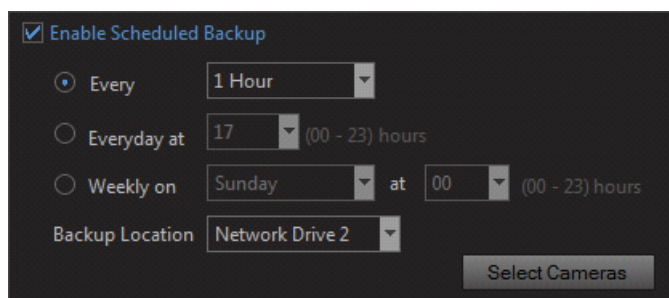 Enable Scheduled Backup
Every 1 Hour
Everyday at 17 (00 - 23) hours
Weekly on Sunday at 00 (00 - 23) hours
Backup Location Network Drive 2
Select Cameras